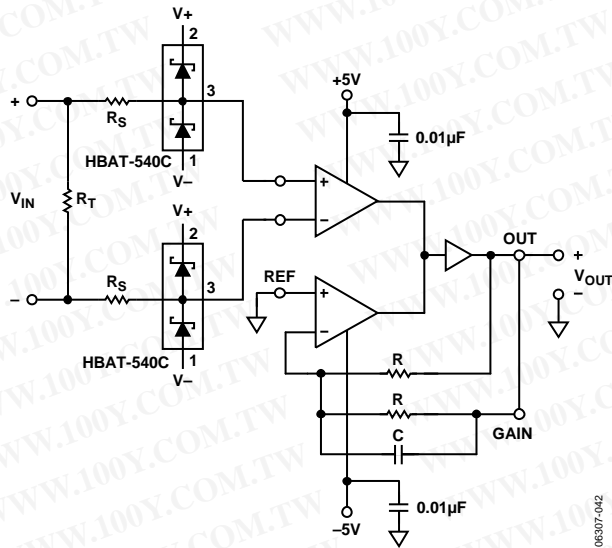 V+
2
+5V
+
RS
3
0.01µF
1
HBAT-540C
V–
VIN
RT
V+
2
+
–
OUT
+
VOUT
–
REF
+
–
–
RS
3
1
HBAT-540C
V–
R
R
GAIN
C
0.01µF
–5V
06307-042
WWW.100Y.COM.TW